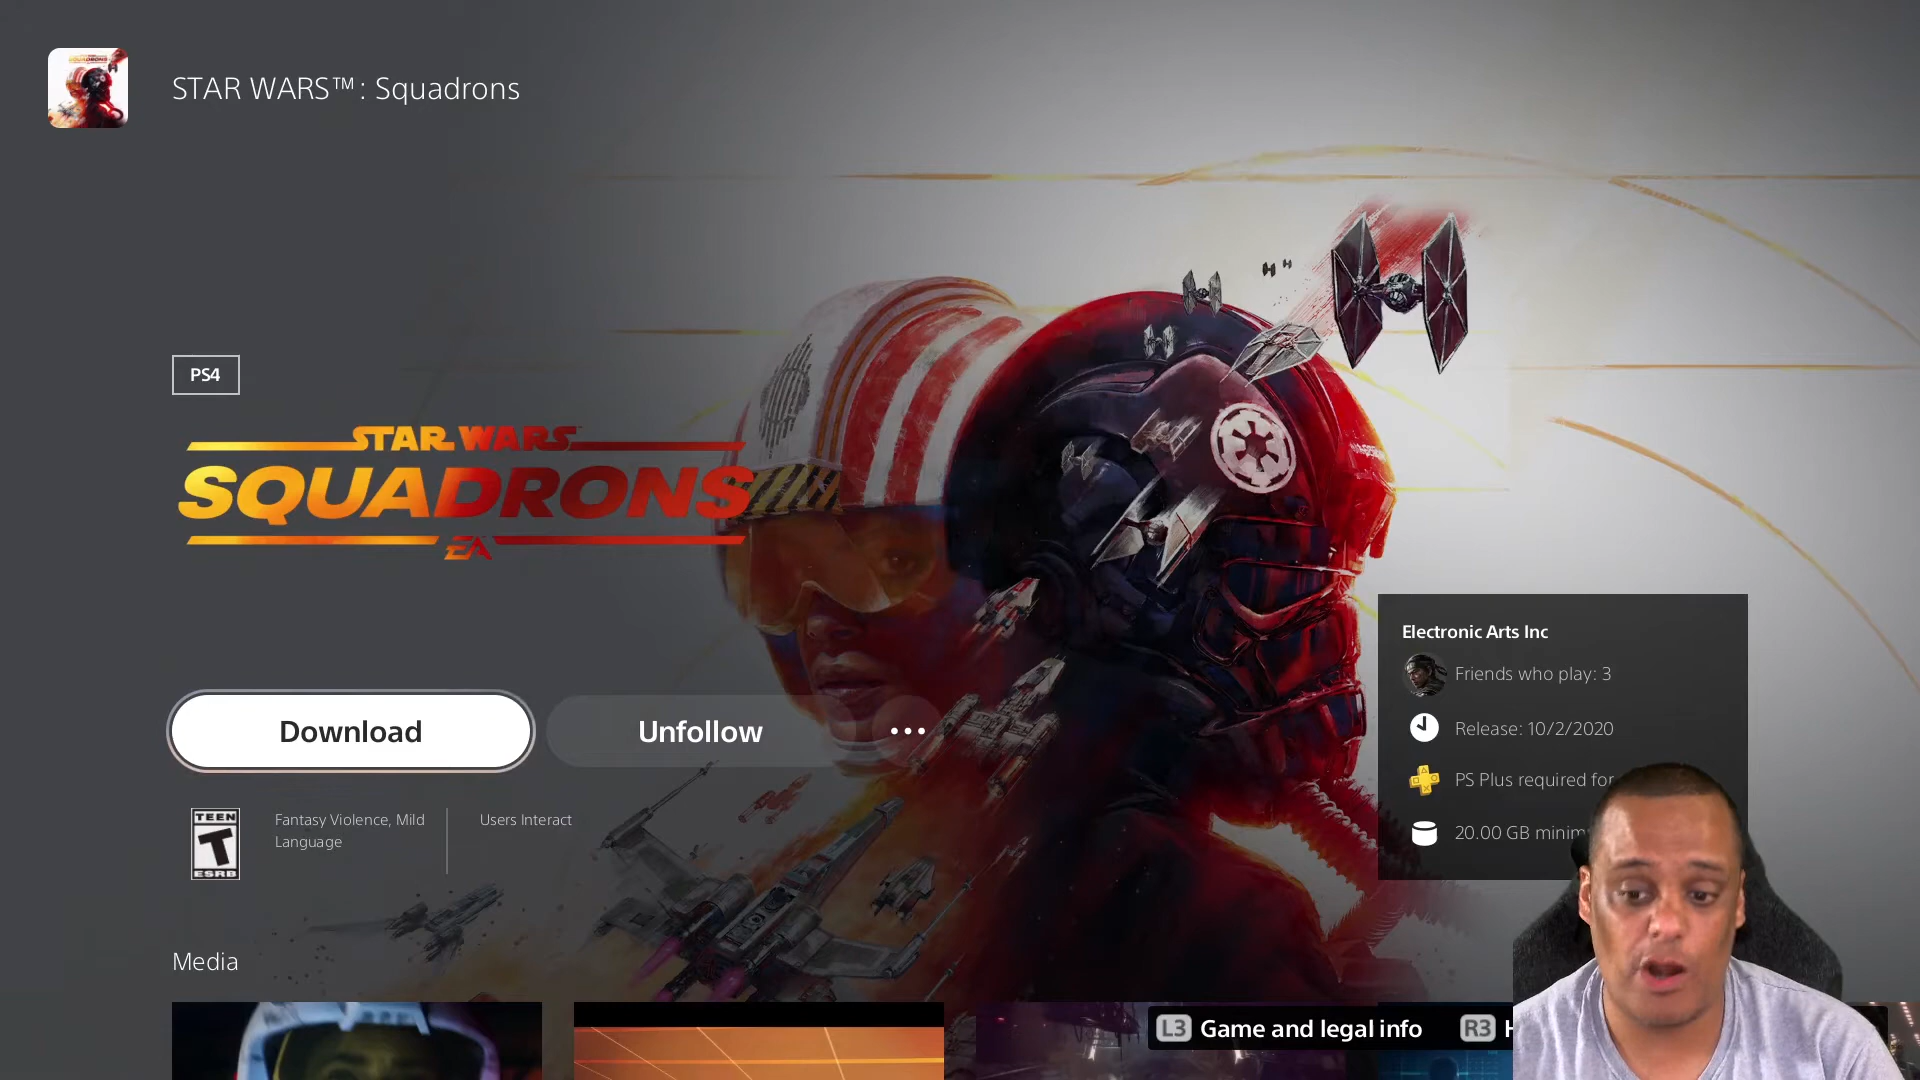 SQUADRONS
STAR WARS™: Squadrons
PS4
STAR WARS™
SQUADRONS
EA
Electronic Arts Inc
Friends who play: 3
Release: 10/2/2020
PS Plus required for
20.00 GB
Download
Unfollow
•••
TEEN
T
ESRB
Fantasy Violence, Mild
Language
Users Interact
Media
L3 Game and legal info
R3